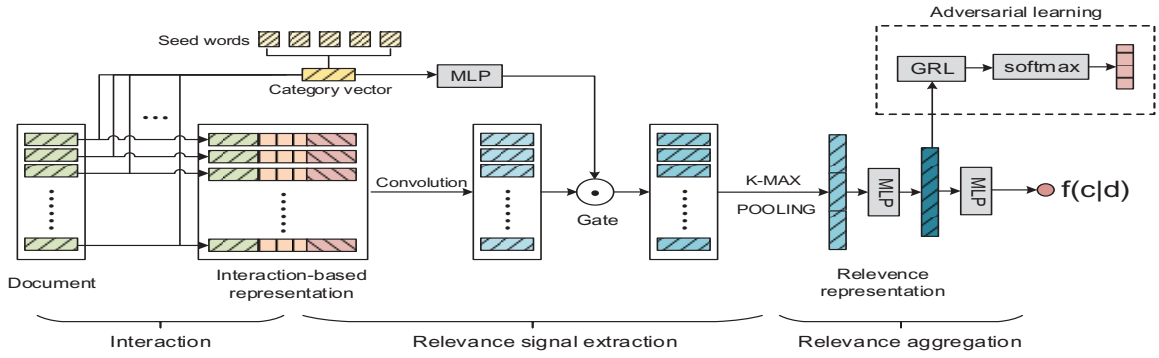 Adversarial learning
Seed words
GRL
softmax
MLP
Category vector
Convolution
Gate
K-MAX
POOLING
MLP
MLP
f(c|d)
Document
Interaction-based
representation
Relevence
representation
Interaction
Relevance signal extraction
Relevance aggregation